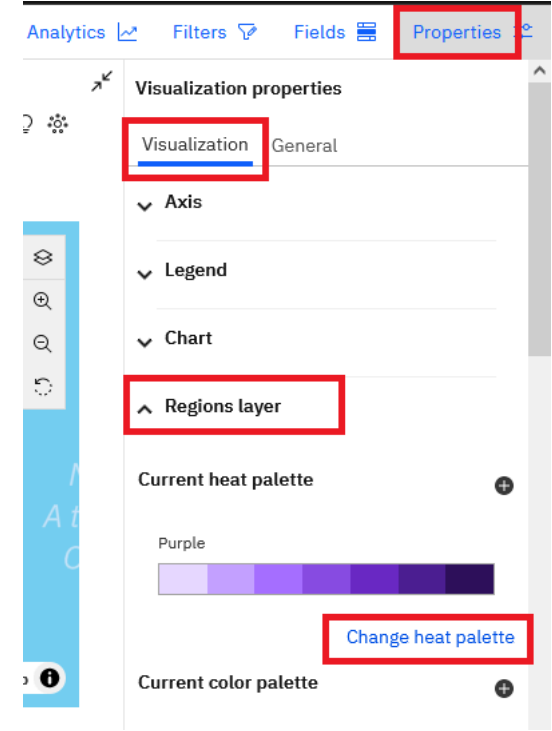 Analytics Filters Fields Properties
Visualization properties
Visualization General
Axis
Legend
Chart
Regions layer
Current heat palette
Purple
Change heat palette
Current color palette